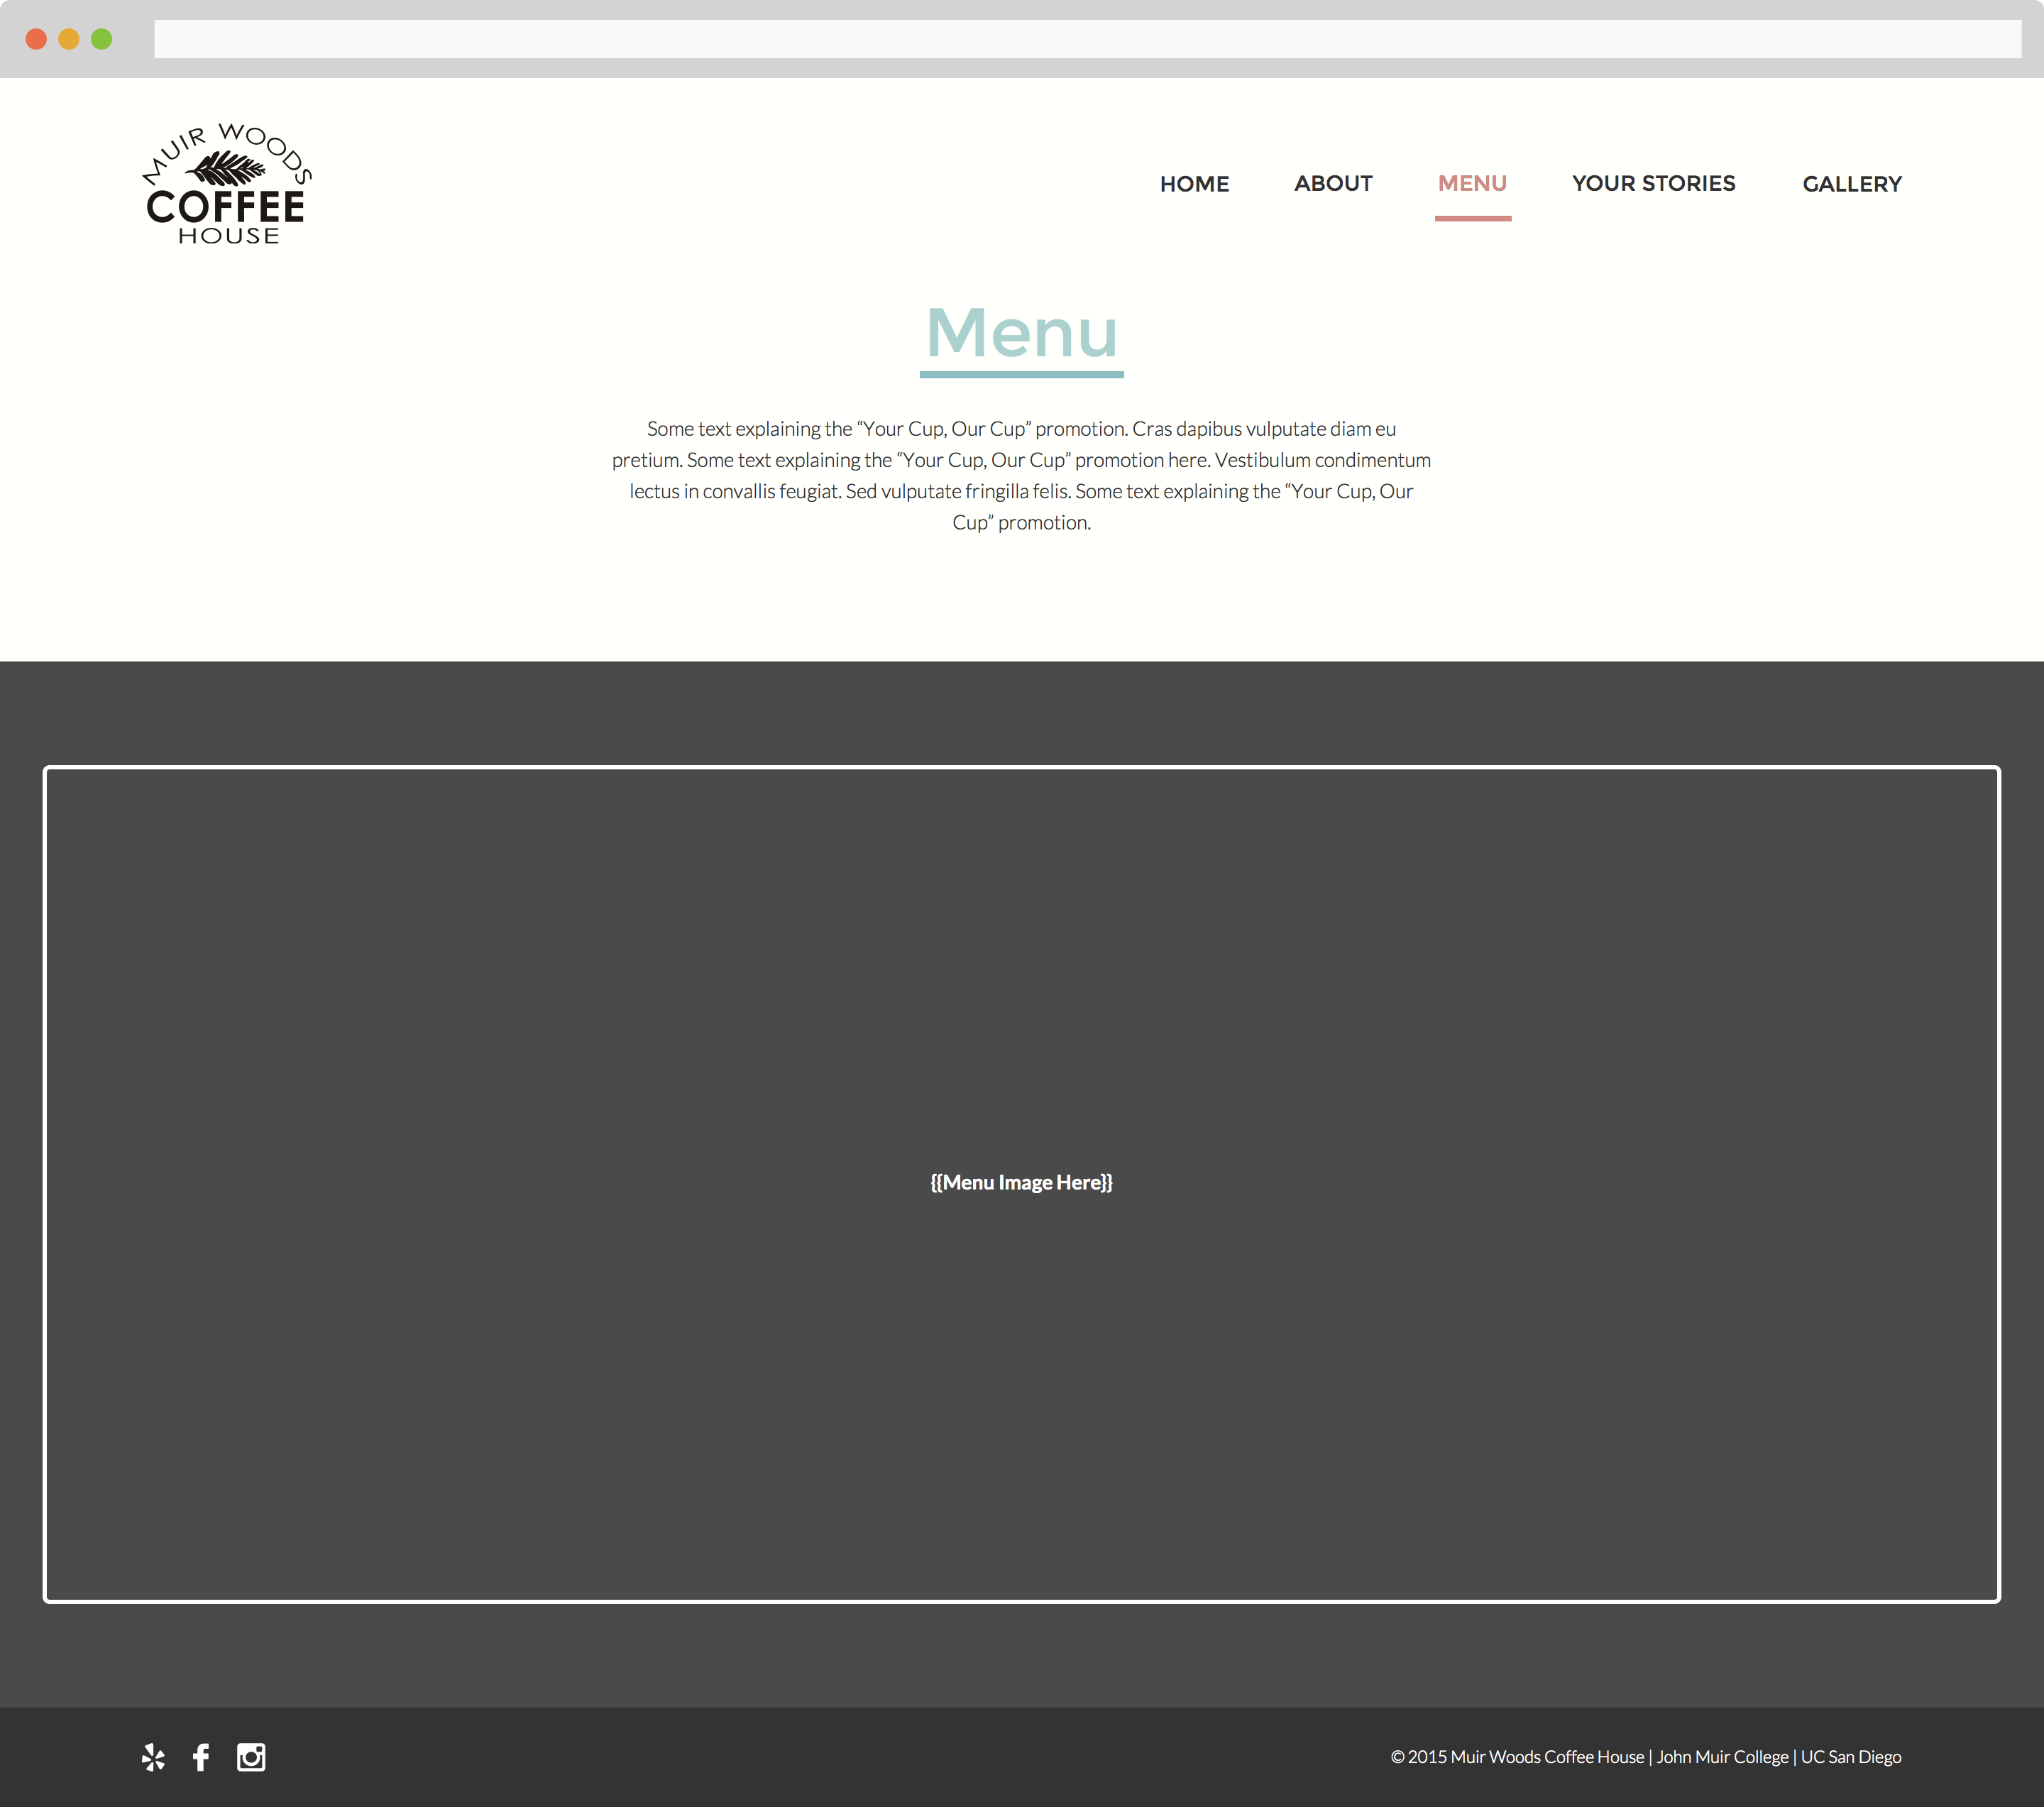 MUIR WOODS
COFFEE
HOUSE
HOME ABOUT MENU YOUR STORIES GALLERY
Menu
Some text explaining the “Your Cup, Our Cup” promotion. Cras dapibus vulputate diam eu
pretium. Some text explaining the “Your Cup, Our Cup” promotion here. Vestibulum condimentum
lectus in convallis feugiat. Sed vulputate fringilla felis. Some text explaining the “Your Cup, Our
Cup” promotion.
{{Menu Image Here}}
© 2015 Muir Woods Coffee House | John Muir College | UC San Diego